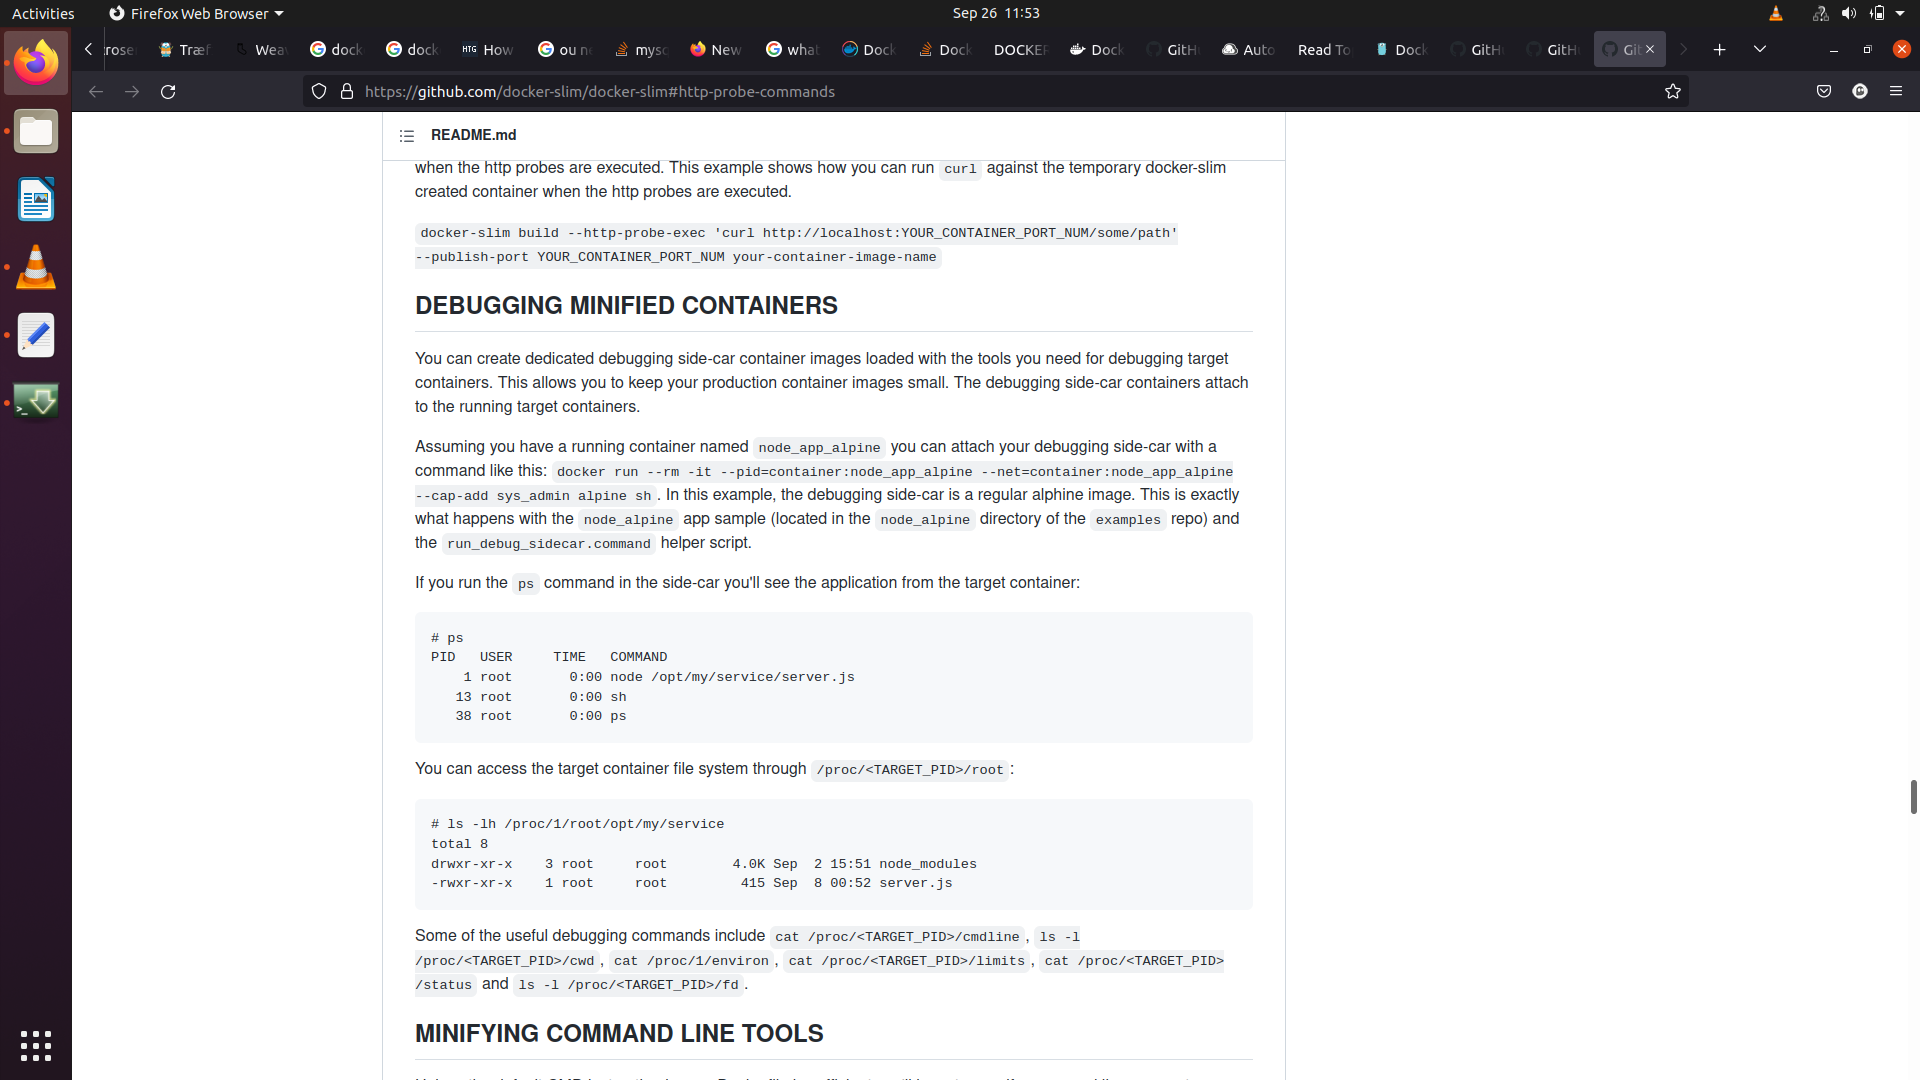 Activities
Firefox Web Browser
Sep 26 11:53
Træf
Wea
dock
dock
HTG How
ou ne
mysq
New
what
Dock
Dock
DOCKER
Dock
GitH
Auto
Read To
Dock
GitH
GitH
Git
https://github.com/docker-slim/docker-slim#http-probe-commands
README.md
when the http probes are executed. This example shows how you can run curl against the temporary docker-slim
created container when the http probes are executed.
docker-slim build --http-probe-exec 'curl http://localhost:YOUR_CONTAINER_PORT_NUM/some/path'
--publish-port YOUR_CONTAINER_PORT_NUM your-container-image-name
DEBUGGING MINIFIED CONTAINERS
You can create dedicated debugging side-car container images loaded with the tools you need for debugging target
containers. This allows you to keep your production container images small. The debugging side-car containers attach
to the running target containers.
Assuming you have a running container named node_app_alpine you can attach your debugging side-car with a
command like this: docker run --rm -it --pid=container:node_app_alpine --net=container:node_app_alpine
--cap-add sys_admin alpine sh . In this example, the debugging side-car is a regular alphine image. This is exactly
what happens with the node_alpine app sample (located in the node_alpine directory of the examples repo) and
the run_debug_sidecar.command helper script.
If you run the ps command in the side-car you'll see the application from the target container:
# ps
PID USER TIME COMMAND
1 root 0:00 node /opt/my/service/server.js
13 root 0:00 sh
38 root 0:00 ps
You can access the target container file system through /proc/<TARGET_PID>/root :
# ls -lh /proc/1/root/opt/my/service
total 8
drwxr-xr-x 3 root root 4.0K Sep 2 15:51 node_modules
-rwxr-xr-x 1 root root 415 Sep 8 00:52 server.js
Some of the useful debugging commands include cat /proc/<TARGET_PID>/cmdline , ls -l
/proc/<TARGET_PID>/cwd , cat /proc/1/environ , cat /proc/<TARGET_PID>/limits , cat /proc/<TARGET_PID>
/status and ls -l /proc/<TARGET_PID>/fd .
MINIFYING COMMAND LINE TOOLS